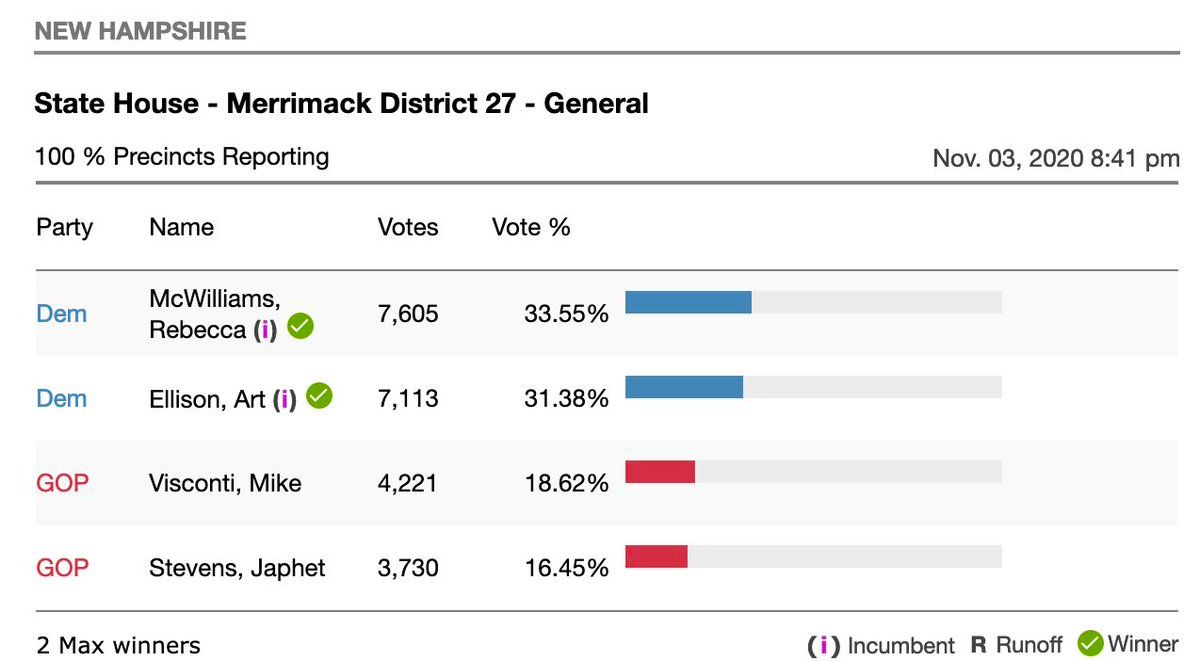 NEW HAMPSHIRE
State House - Merrimack District 27 - General
100 % Precincts Reporting Nov. 03, 2020 8:41 pm
Party Name Votes Vote %
Dem McWilliams, Rebecca (i) 7,605 33.55%
Dem Ellison, Art (i) 7,113 31.38%
GOP Visconti, Mike 4,221 18.62%
GOP Stevens, Japhet 3,730 16.45%
2 Max winners (i) Incumbent R Runoff Winner